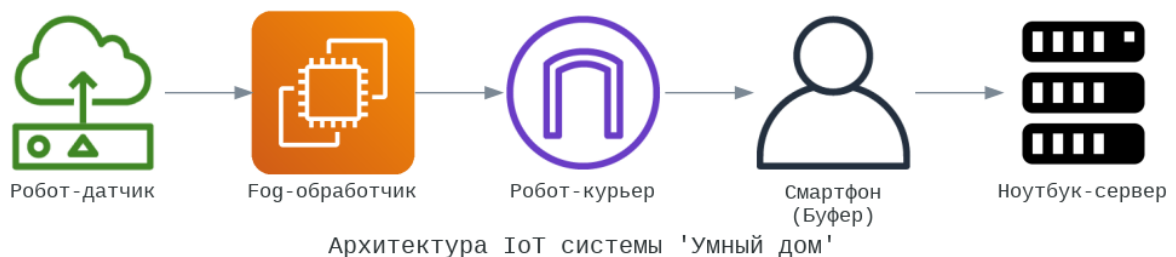 Робот-датчик
Fog-обработчик
Робот-курьер
Смартфон
(Буфер)
Ноутбук-сервер
Архитектура IoT системы 'Умный дом'